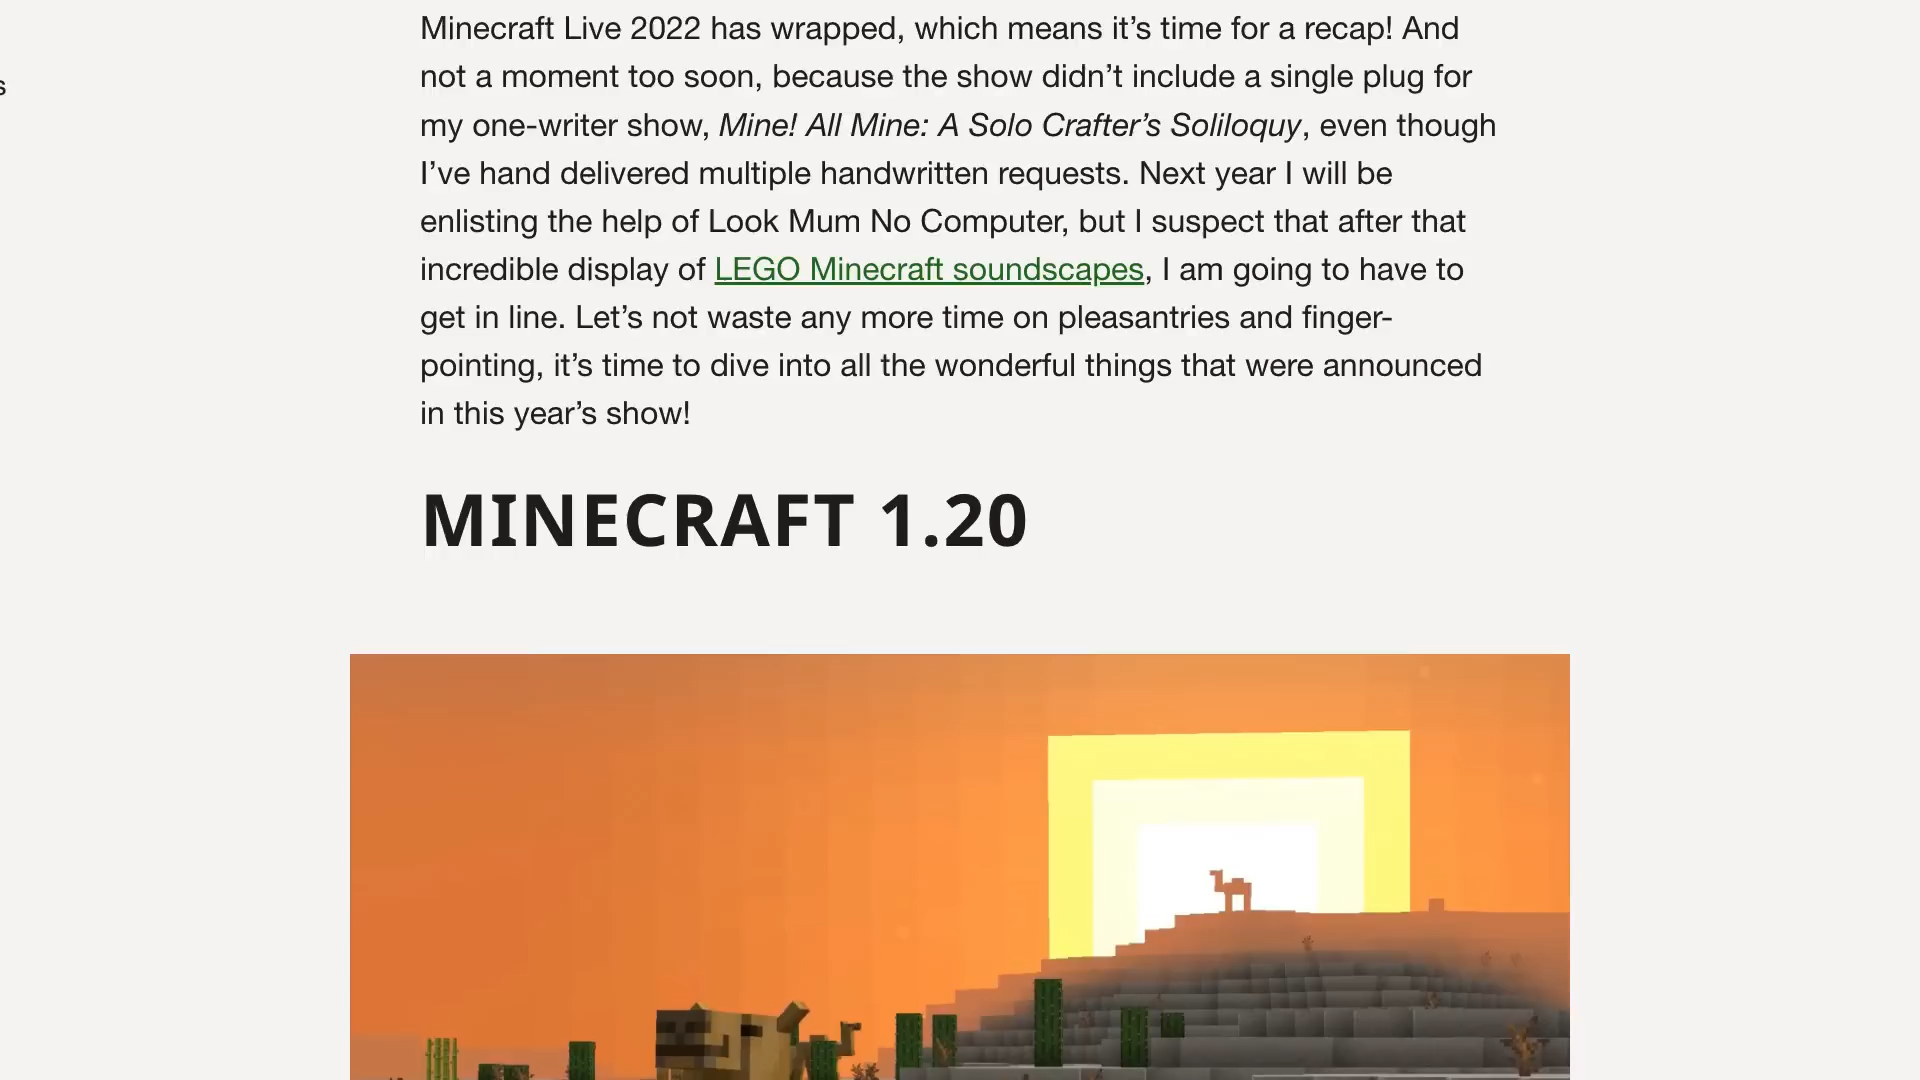 Minecraft Live 2022 has wrapped, which means it’s time for a recap! And
not a moment too soon, because the show didn’t include a single plug for
s
my one-writer show, Mine! All Mine: A Solo Crafter’s Soliloquy, even though
I’ve hand delivered multiple handwritten requests. Next year I will be
enlisting the help of Look Mum No Computer, but I suspect that after that
incredible display of LEGO Minecraft soundscapes, I am going to have to
get in line. Let’s not waste any more time on pleasantries and finger-
pointing, it’s time to dive into all the wonderful things that were announced
in this year’s show!
MINECRAFT 1.20